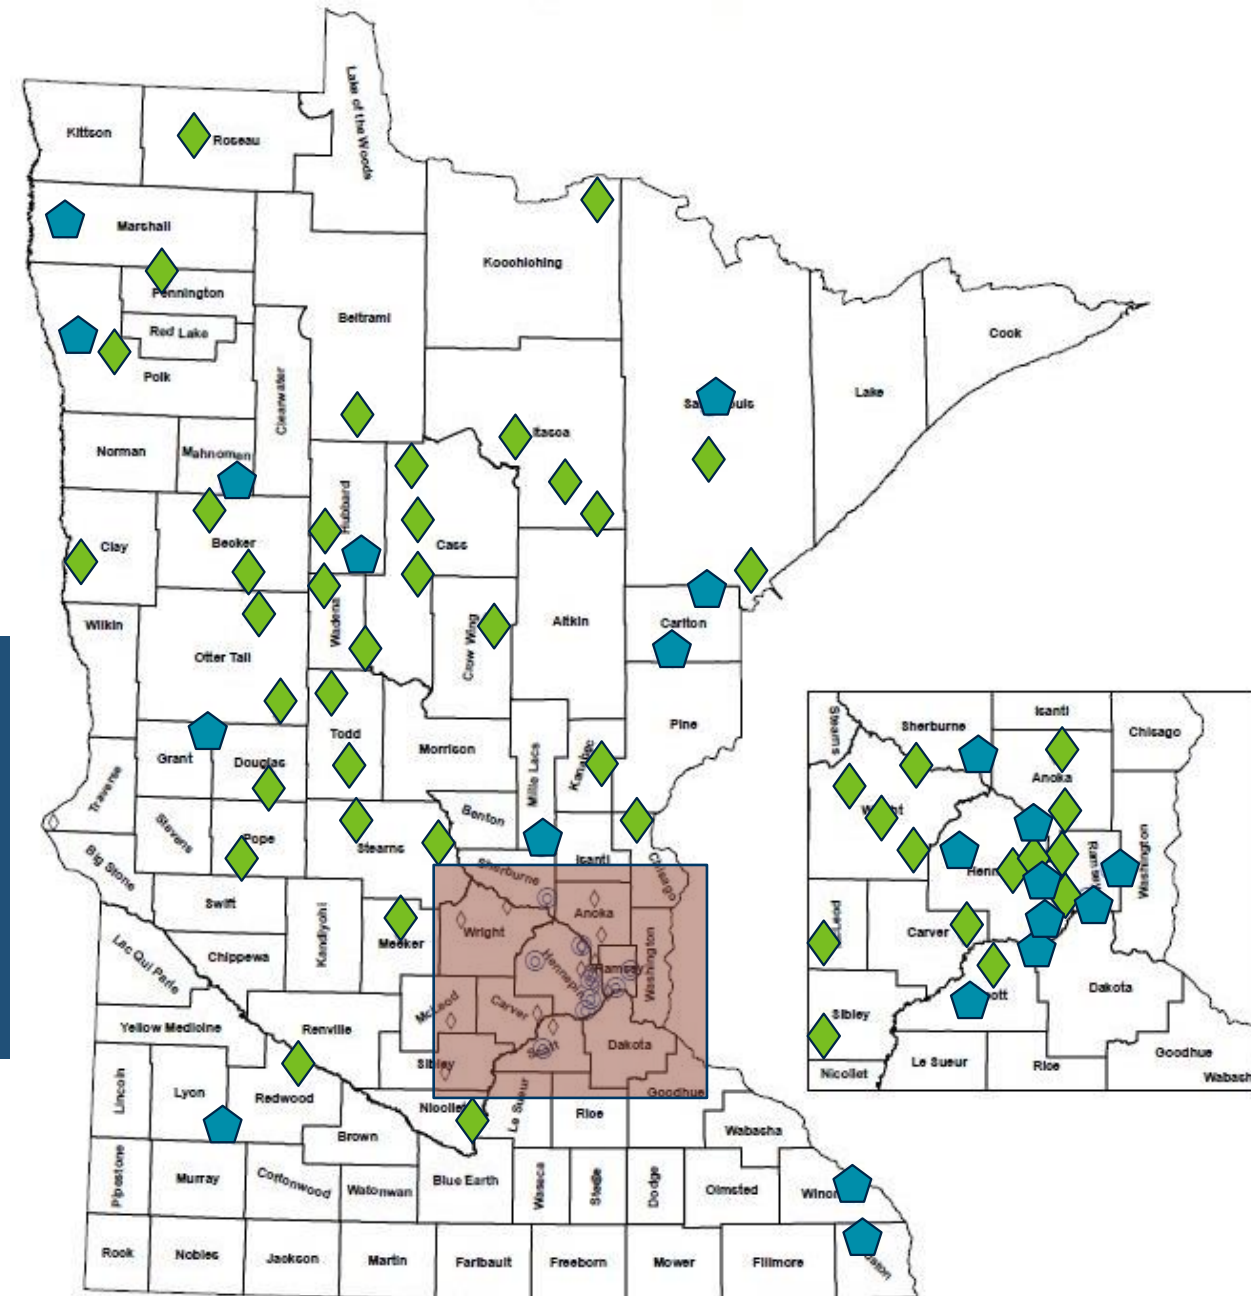 Lake of the Woods
Kittson
Roseau
Marshall
Koochiching
Pennington
Beltrami
Red Lake
Cook
Polk
Clearwater
Lake
Itasca
Norman
Mahnomen
Hubbard
Clay
Becker
Cass
Wilkin
Wadena
Crow Wing
Aitkin
Carlton
Otter Tail
Pine
Todd
Morrison
Grant
Douglas
Mille Lacs
Kanabec
Traverse
Stevens
Pope
Stearns
Benton
Big Stone
Sherburne
Isanti
Chisago
Swift
Kandiyohi
Meeker
Wright
Anoka
Washington
Lac Qui Parle
Chippewa
Hennepin
Ramsey
McLeod
Carver
Yellow Medicine
Renville
Scott
Dakota
Sibley
Lincoln
Lyon
Redwood
Nicollet
Le Sueur
Rice
Goodhue
Brown
Wabasha
Pipestone
Murray
Cottonwood
Watonwan
Blue Earth
Waseca
Steele
Dodge
Olmsted
Rock
Nobles
Jackson
Martin
Faribault
Freeborn
Mower
Fillmore
Stearns
Sherburne
Isanti
Chisago
Anoka
Ramsey
Washington
McLeod
Carver
Dakota
Sibley
Nicollet
Le Sueur
Rice
Goodhue
Wabash